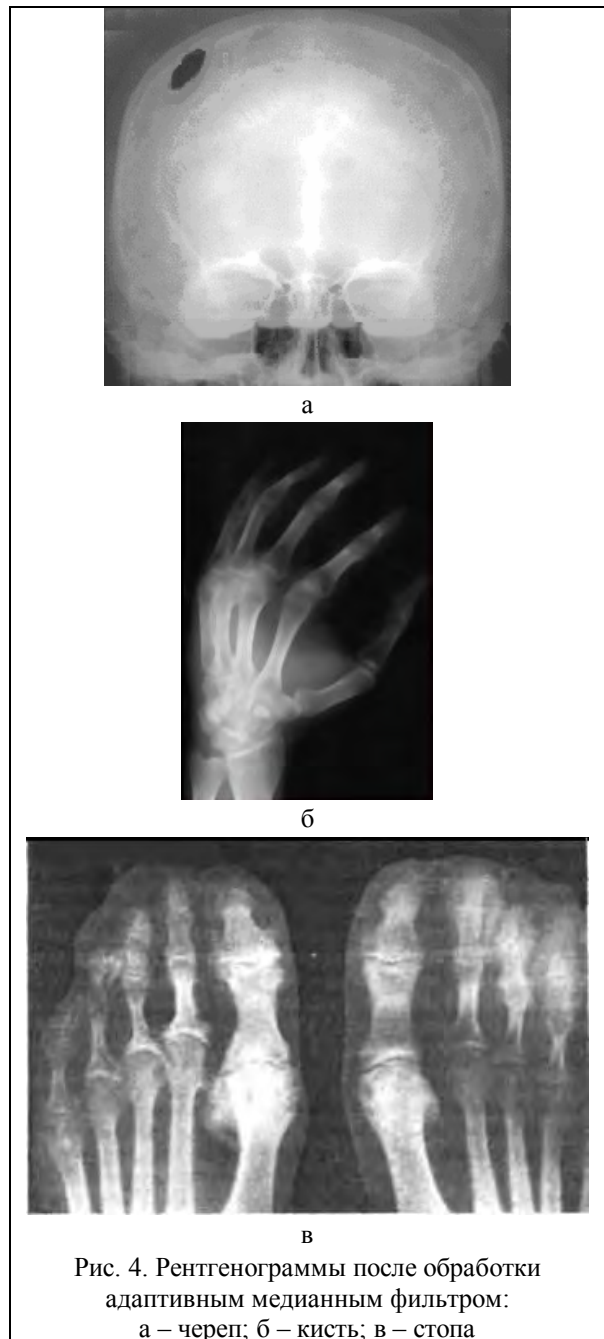 а
б
в
Рис. 4. Рентгенограммы после обработки
адаптивным медианным фильтром:
а – череп; б – кисть; в – стопа